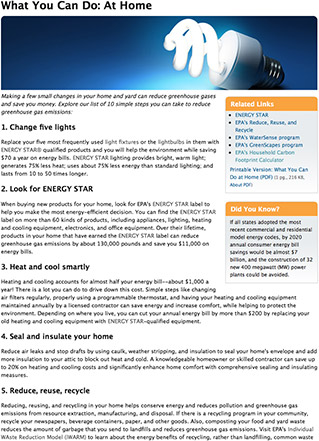 What You Can Do: At Home
Making a few small changes in your home and yard can reduce greenhouse gases
and save you money. Explore our list of 10 simple steps you can take to reduce
greenhouse gas emissions:
1. Change five lights
Replace your five most frequently used light fixtures or the lightbulbs in them with
ENERGY STAR® qualified products and you will help the environment while saving
$70 a year on energy bills. ENERGY STAR lighting provides bright, warm light;
generates 75% less heat; uses about 75% less energy than standard lighting; and
lasts from 10 to 50 times longer.
2. Look for ENERGY STAR
When buying new products for your home, look for EPA's ENERGY STAR label to
help you make the most energy-efficient decision. You can find the ENERGY STAR
label on more than 60 kinds of products, including appliances, lighting, heating
and cooling equipment, electronics, and office equipment. Over their lifetime,
products in your home that have earned the ENERGY STAR label can reduce
greenhouse gas emissions by about 130,000 pounds and save you $11,000 on
energy bills.
3. Heat and cool smartly
Heating and cooling accounts for almost half your energy bill—about $1,000 a
year! There is a lot you can do to drive down this cost. Simple steps like changing
air filters regularly, properly using a programmable thermostat, and having your heating and cooling equipment
maintained annually by a licensed contractor can save energy and increase comfort, while helping to protect the
environment. Depending on where you live, you can cut your annual energy bill by more than $200 by replacing your
old heating and cooling equipment with ENERGY STAR-qualified equipment.
4. Seal and insulate your home
Reduce air leaks and stop drafts by using caulk, weather stripping, and insulation to seal your home's envelope and add
more insulation to your attic to block out heat and cold. A knowledgeable homeowner or skilled contractor can save up
to 20% on heating and cooling costs and significantly enhance home comfort with comprehensive sealing and insulating
measures.
5. Reduce, reuse, recycle
Reducing, reusing, and recycling in your home helps conserve energy and reduces pollution and greenhouse gas
emissions from resource extraction, manufacturing, and disposal. If there is a recycling program in your community,
recycle your newspapers, beverage containers, paper, and other goods. Also, composting your food and yard waste
reduces the amount of garbage that you send to landfills and reduces greenhouse gas emissions. Visit EPA's Individual
Waste Reduction Model (iWARM) to learn about the energy benefits of recycling, rather than landfilling, common waste
Related Links
ENERGY STAR
EPA's Reduce, Reuse, and
Recycle
EPA's WaterSense program
EPA's GreenScapes program
EPA's Household Carbon
Footprint Calculator
Printable Version: What You Can
Do at Home (PDF) (1 pg., 216 KB,
About PDF)
Did You Know?
If all states adopted the most
recent commercial and residential
model energy codes, by 2020
annual consumer energy bill
savings would be almost $7
billion, and the construction of 32
new 400 megawatt (MW) power
plants could be avoided.